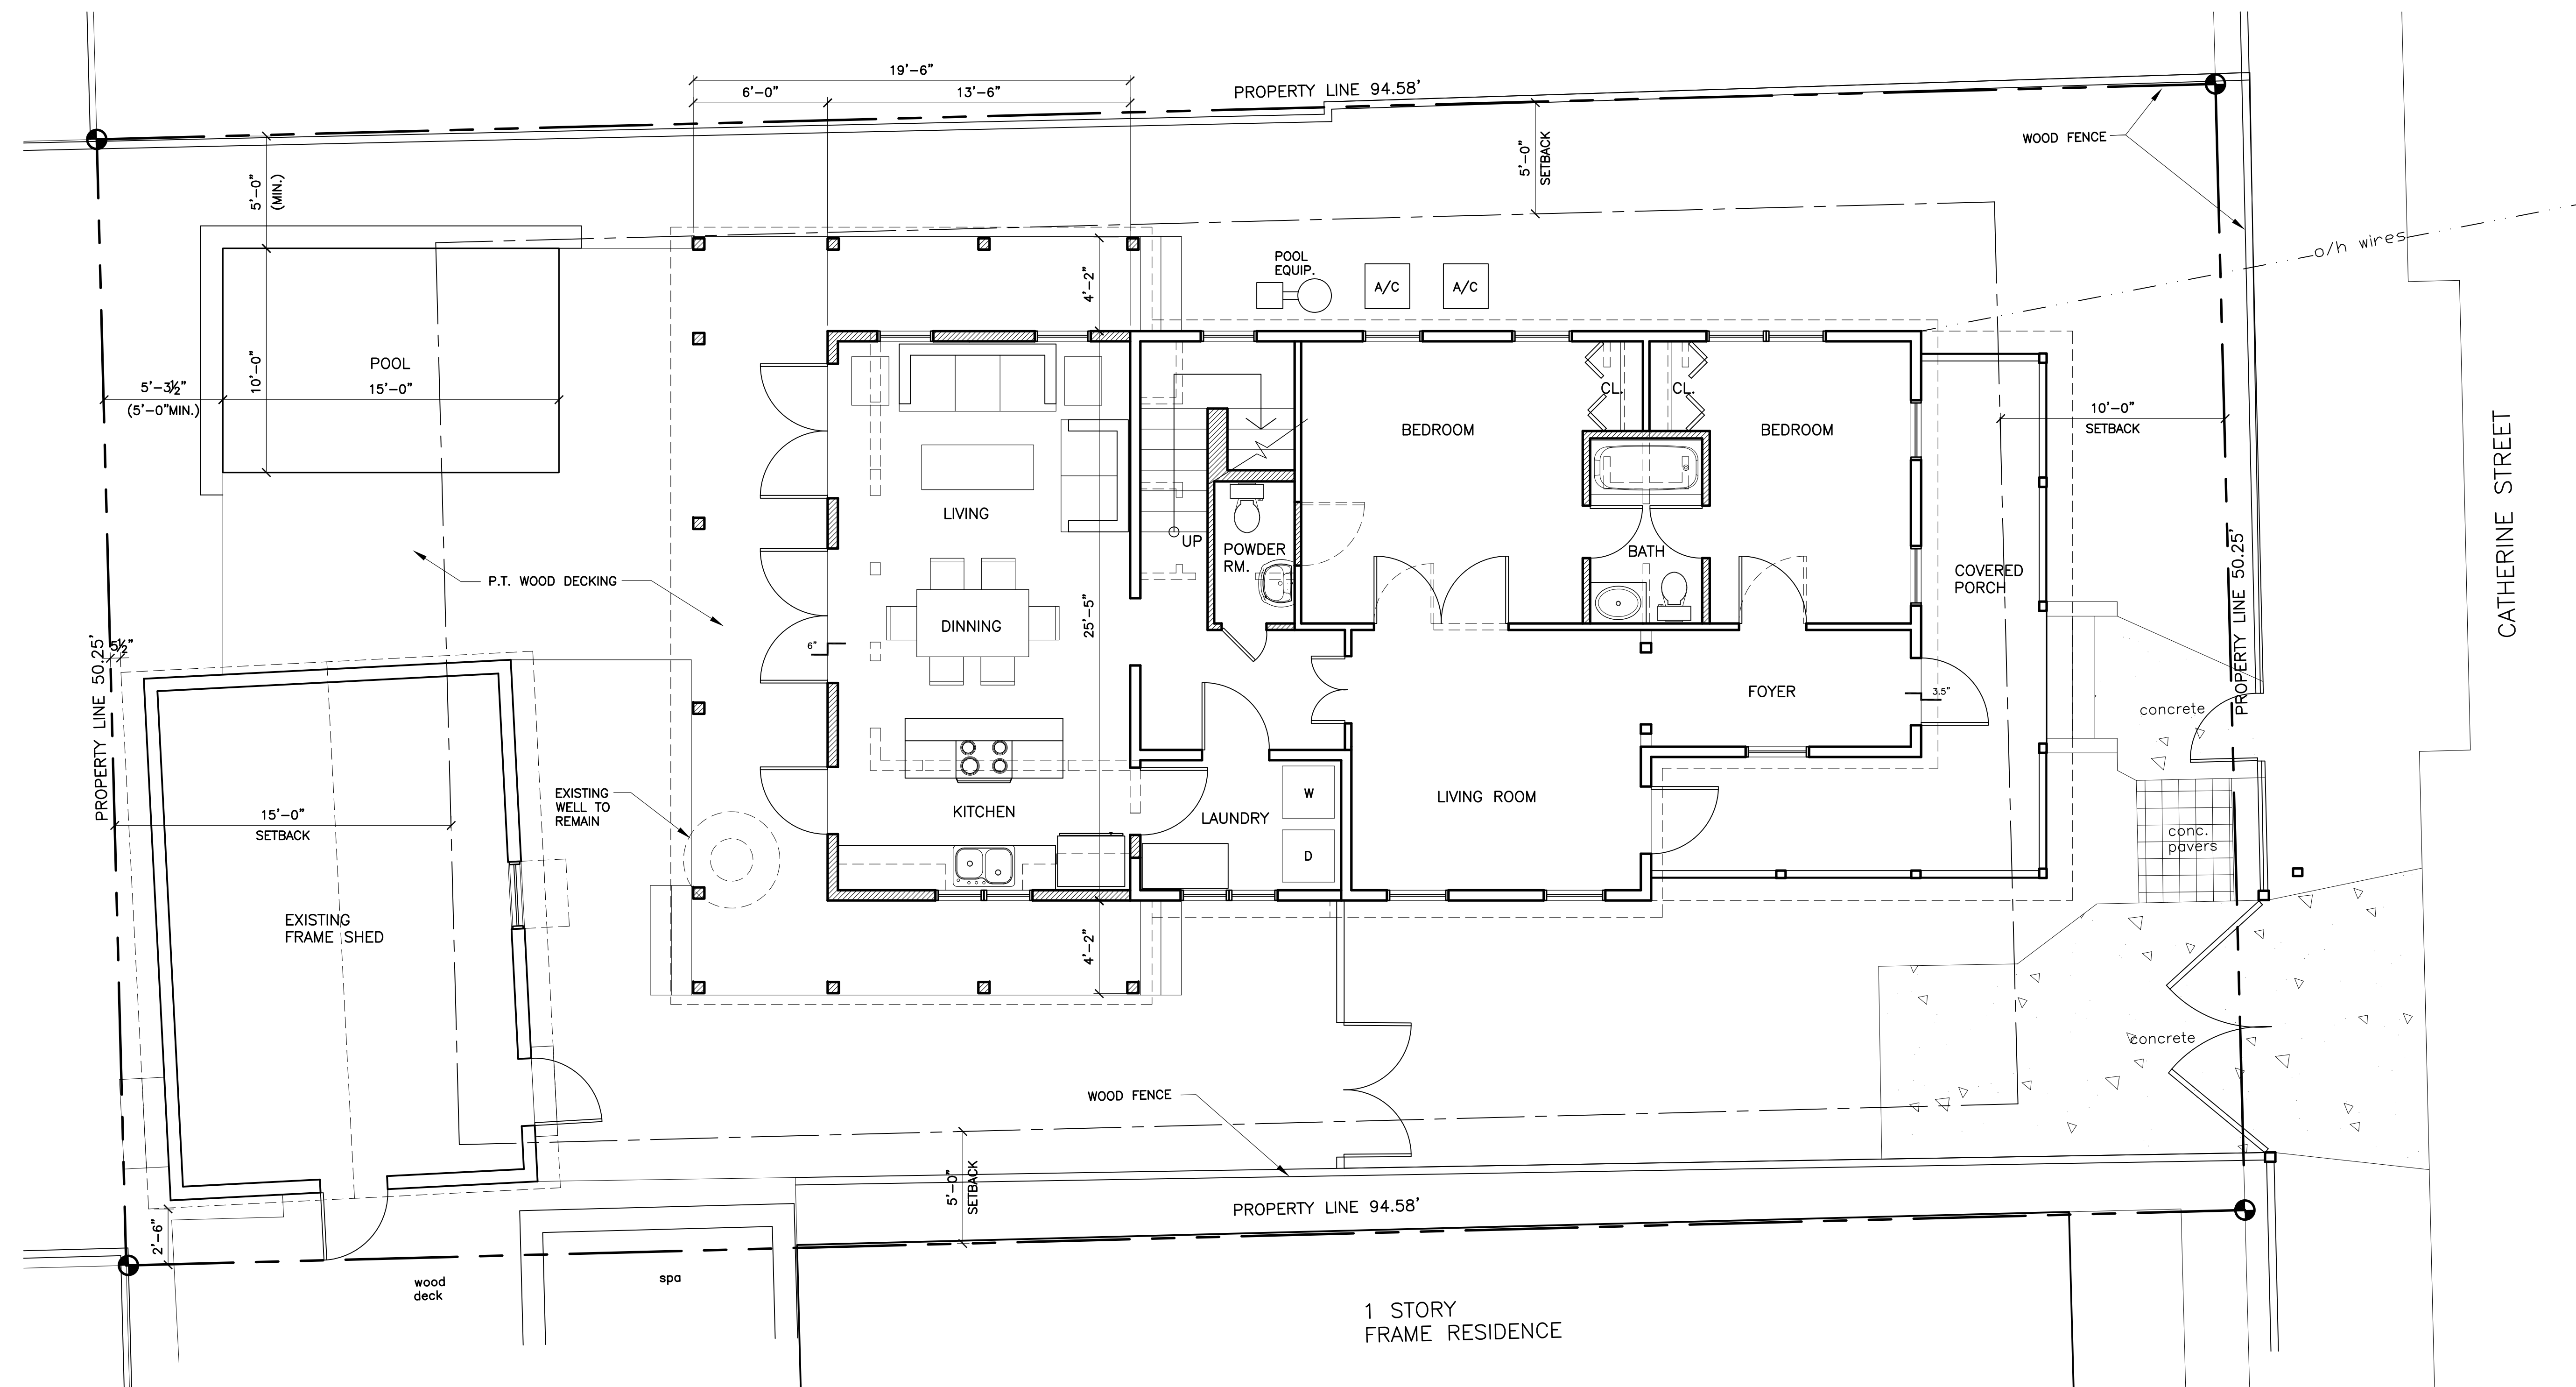 19'-6"
6'-0"
13'-6"
PROPERTY LINE 94.58'
WOOD FENCE
5'-0"
(MIN.)
5'-0"
SETBACK
o/h wires
POOL
EQUIP.
A/C
A/C
4'-2"
POOL
10'-0"
15'-0"
5'-3½"
(5'-0"MIN.)
CL.
CL.
BEDROOM
BEDROOM
10'-0"
SETBACK
CATHERINE STREET
LIVING
UP
POWDER
RM.
BATH
COVERED
PORCH
PROPERTY LINE 50.25'
P.T. WOOD DECKING
DINNING
25'-5"
6"
5½"
PROPERTY LINE 50.25'
FOYER
3.5"
concrete
EXISTING
WELL TO
REMAIN
KITCHEN
LAUNDRY
W
D
LIVING ROOM
15'-0"
SETBACK
conc.
pavers
EXISTING
FRAME SHED
4'-2"
concrete
WOOD FENCE
5'-0"
SETBACK
PROPERTY LINE 94.58'
2'-6"
wood
deck
spa
1 STORY
FRAME RESIDENCE